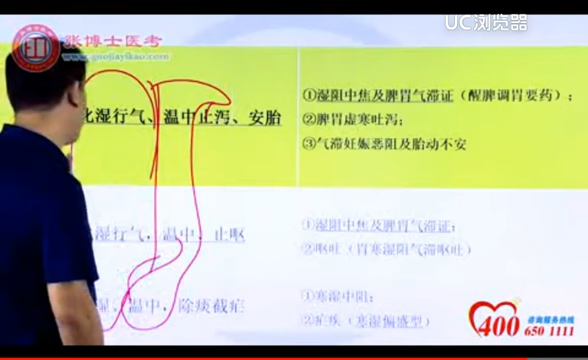 UC浏览器
张博士医考
www.guojiayikao.com
化湿行气、温中止泻、安胎
①湿阻中焦及脾胃气滞证（醒脾调胃要药）；
②脾胃虚寒吐泻；
③气滞妊娠恶阻及胎动不安
湿行气，温中，止呕
①湿阻中焦及脾胃气滞证；
②呕吐（胃寒湿阻气滞呕吐）
湿，温中，除痰截疟
①寒湿中阻；
②疟疾（寒湿偏盛型）
咨询服务热线
400
650 1111